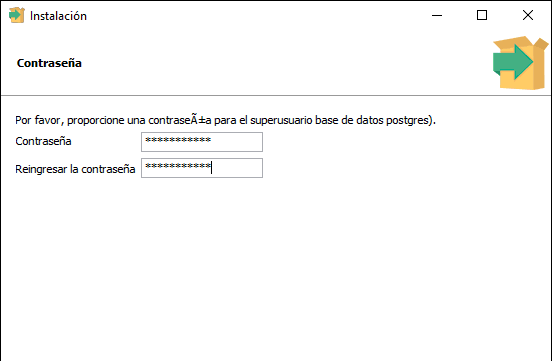 Instalación
Contraseña
Por favor, proporcione una contraseÃ±a para el superusuario base de datos postgres).
Contraseña ***********
Reingresar la contraseña ***********